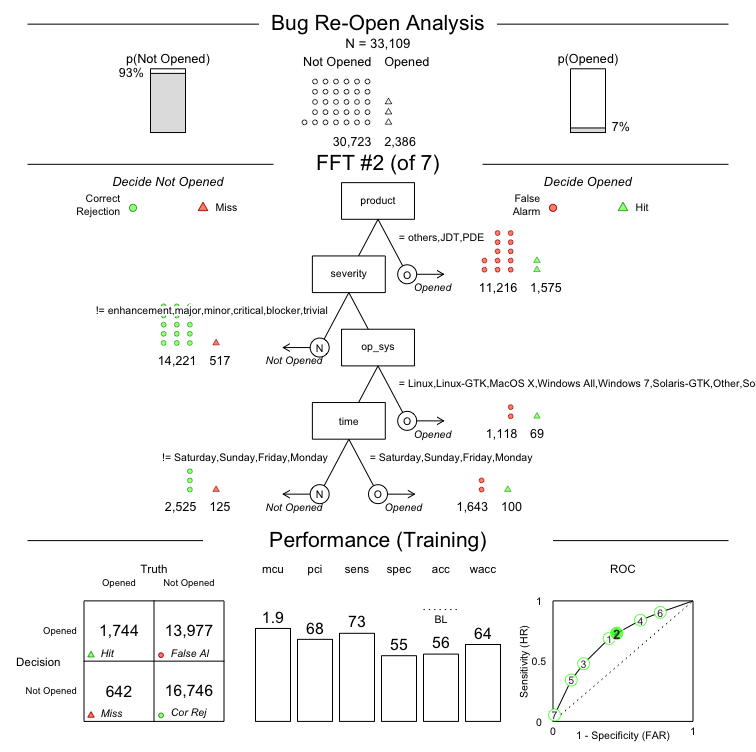 Bug Re-Open Analysis
N = 33,109
p(Not Opened)
Not Opened Opened
p(Opened)
93%
7%
30,723 2,386
FFT #2 (of 7)
Decide Not Opened
Decide Opened
Correct Rejection
Miss
False Alarm
Hit
product
= others,JDT,PDE
severity
O
Opened
11,216 1,575
!= enhancement,major,minor,critical,blocker,trivial
N
Not Opened
14,221 517
op_sys
= Linux,Linux-GTK,MacOS X,Windows All,Windows 7,Solaris-GTK,Other,So
time
O
Opened
1,118 69
!= Saturday,Sunday,Friday,Monday
= Saturday,Sunday,Friday,Monday
N
Not Opened
O
Opened
2,525 125
1,643 100
Performance (Training)
Truth
Opened Not Opened
Decision
Opened
1,744 13,977
Hit False Al
Not Opened
642 16,746
Miss Cor Rej
mcu pci sens spec acc wacc
BL
1.9 68 73 55 56 64
ROC
Sensitivity (HR)
1
0.5
0
7 5 3 1 2 4 6
0 1
1 - Specificity (FAR)